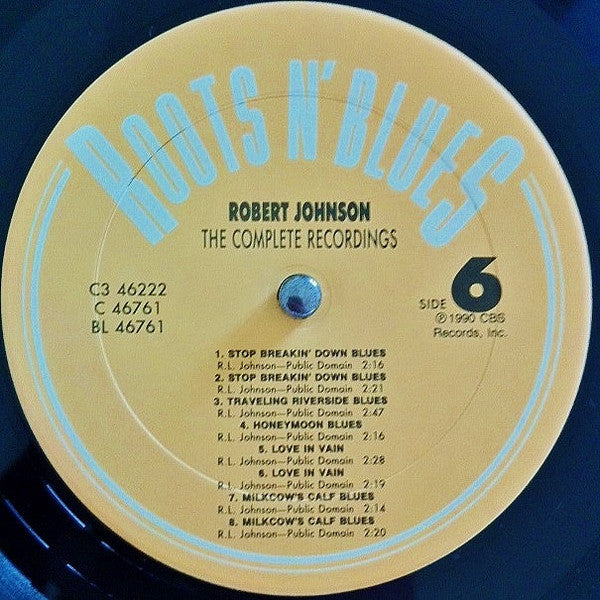 ROOTS N' BLUES
ROBERT JOHNSON
THE COMPLETE RECORDINGS
C3 46222
C 46761
BL 46761
SIDE 6
℗ 1990 CBS
Records, Inc.
1. STOP BREAKIN' DOWN BLUES
R.L. Johnson—Public Domain 2:16
2. STOP BREAKIN' DOWN BLUES
R.L. Johnson—Public Domain 2:21
3. TRAVELING RIVERSIDE BLUES
R.L. Johnson—Public Domain 2:47
4. HONEYMOON BLUES
R.L. Johnson—Public Domain 2:16
5. LOVE IN VAIN
R.L. Johnson—Public Domain 2:28
6. LOVE IN VAIN
R.L. Johnson—Public Domain 2:19
7. MILKCOW'S CALF BLUES
R.L. Johnson—Public Domain 2:14
8. MILKCOW'S CALF BLUES
R.L. Johnson—Public Domain 2:20